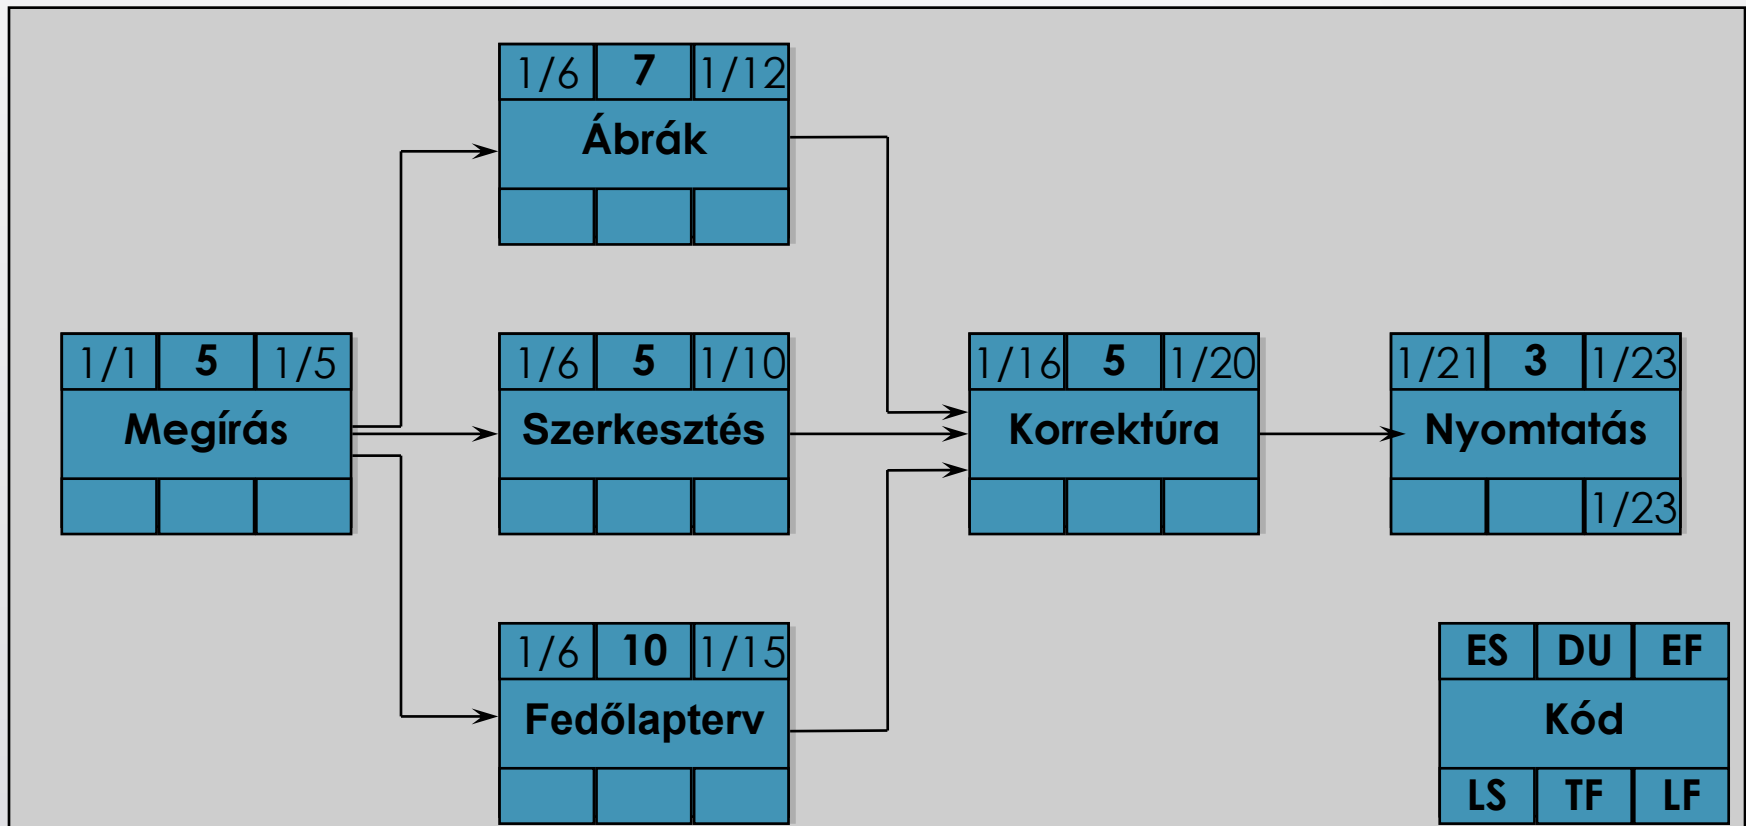 1/6 7 1/12
Ábrák
1/1 5 1/5
Megírás
1/6 5 1/10
Szerkesztés
1/16 5 1/20
Korrektúra
1/21 3 1/23
Nyomtatás
1/23
1/6 10 1/15
Fedőlapterv
ES DU EF
Kód
LS TF LF